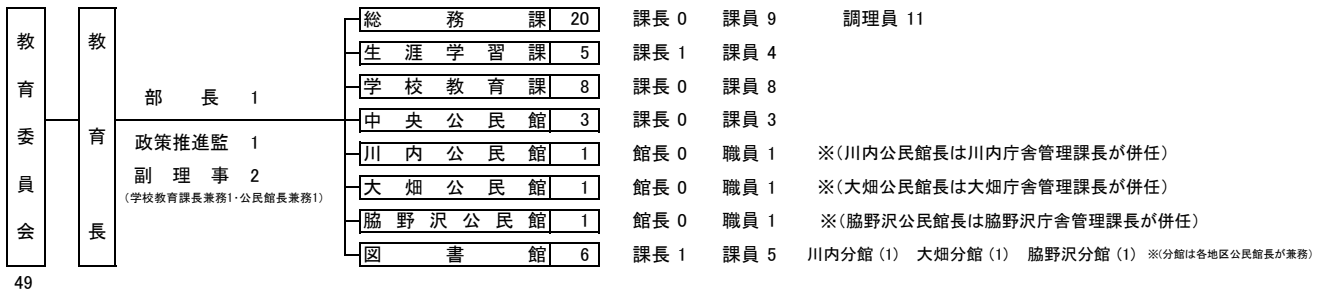 教育委員会
49
教育長
部長 1
政策推進監 1
副理事 2
(学校教育課長兼務1・公民館長兼務1)
総務課 20 課長 0 課員 9 調理員 11
生涯学習課 5 課長 1 課員 4
学校教育課 8 課長 0 課員 8
中央公民館 3 課長 0 課員 3
川内公民館 1 館長 0 職員 1 ※(川内公民館長は川内庁舎管理課長が併任)
大畑公民館 1 館長 0 職員 1 ※(大畑公民館長は大畑庁舎管理課長が併任)
脇野沢公民館 1 館長 0 職員 1 ※(脇野沢公民館長は脇野沢庁舎管理課長が併任)
図書館 6 課長 1 課員 5 川内分館 (1) 大畑分館 (1) 脇野沢分館 (1) ※(分館は各地区公民館長が兼務)